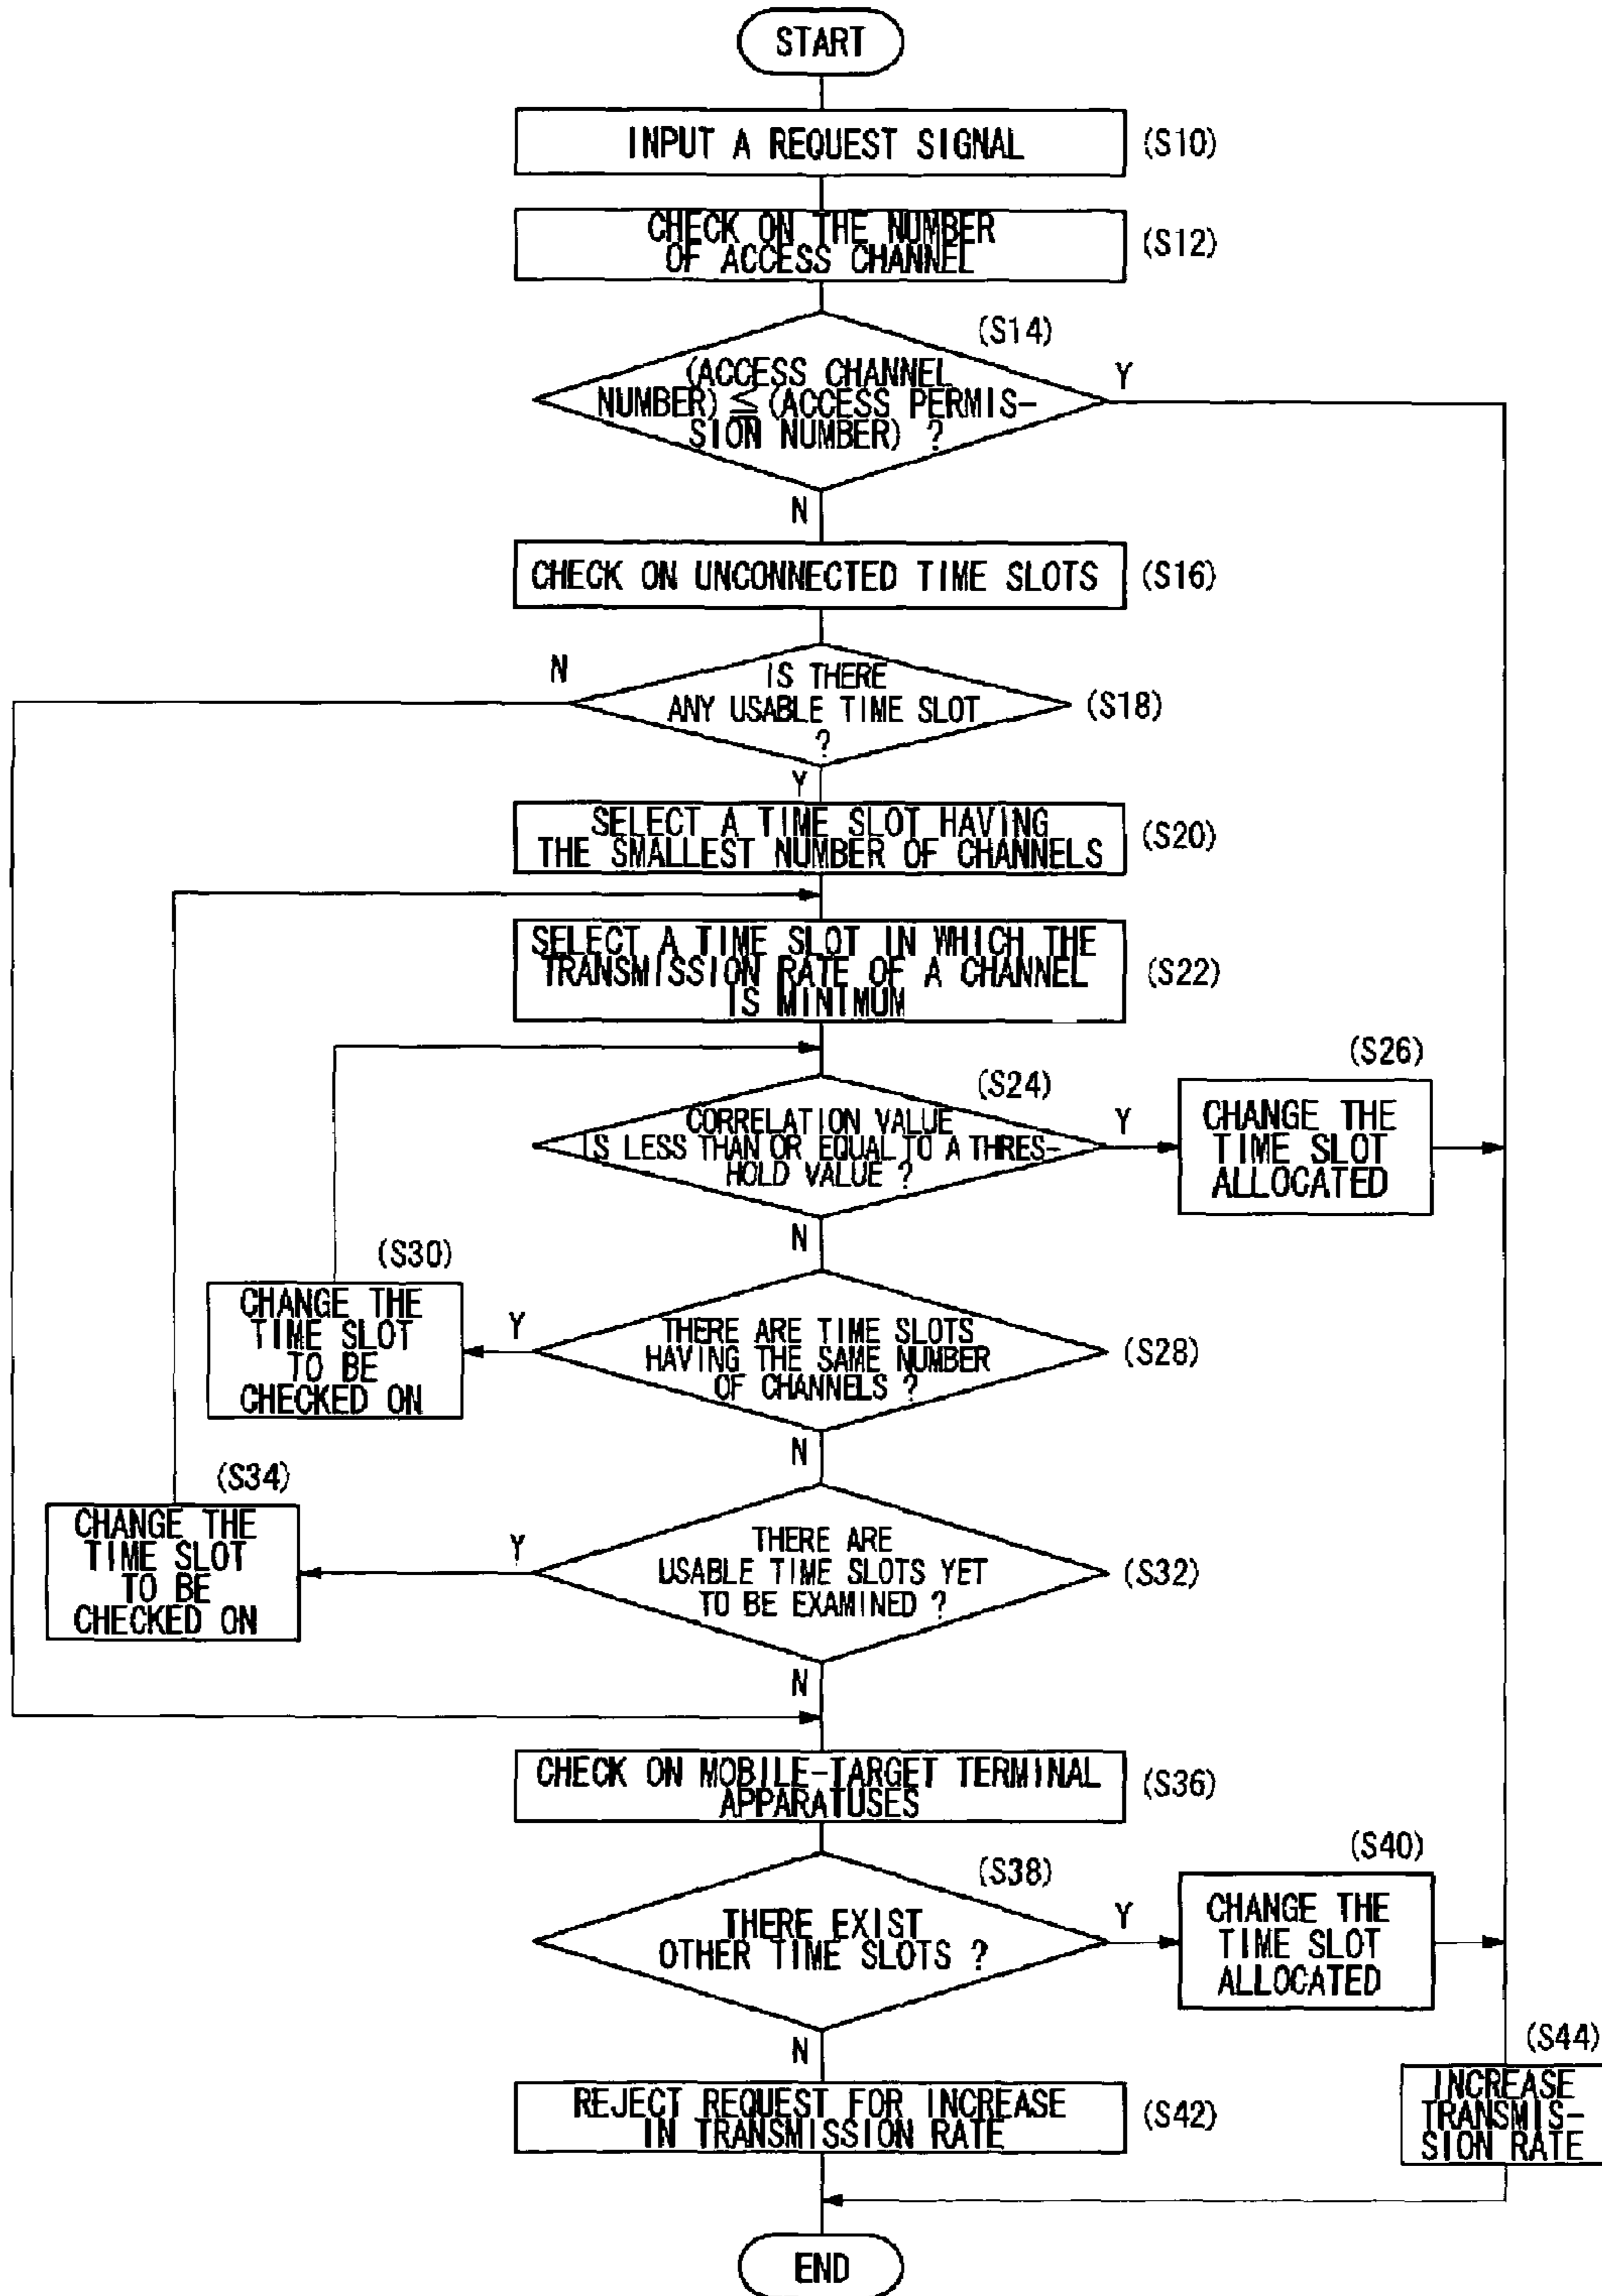 START
INPUT A REQUEST SIGNAL
(S10)
CHECK ON THE NUMBER
OF ACCESS CHANNEL
(S12)
(S14)
(ACCESS CHANNEL
NUMBER) ≦ (ACCESS PERMIS-
SION NUMBER) ?
Y
N
CHECK ON UNCONNECTED TIME SLOTS
(S16)
N
IS THERE
ANY USABLE TIME SLOT
?
(S18)
Y
SELECT A TIME SLOT HAVING
THE SMALLEST NUMBER OF CHANNELS
(S20)
SELECT A TIME SLOT IN WHICH THE
TRANSMISSION RATE OF A CHANNEL
IS MINIMUM
(S22)
(S24)
CORRELATION VALUE
IS LESS THAN OR EQUAL TO A THRES-
HOLD VALUE ?
Y
(S26)
CHANGE THE
TIME SLOT
ALLOCATED
N
(S30)
CHANGE THE
TIME SLOT
TO BE
CHECKED ON
Y
THERE ARE TIME SLOTS
HAVING THE SAME NUMBER
OF CHANNELS ?
(S28)
N
(S34)
CHANGE THE
TIME SLOT
TO BE
CHECKED ON
Y
THERE ARE
USABLE TIME SLOTS YET
TO BE EXAMINED ?
(S32)
N
CHECK ON MOBILE-TARGET TERMINAL
APPARATUSES
(S36)
(S38)
THERE EXIST
OTHER TIME SLOTS ?
Y
(S40)
CHANGE THE
TIME SLOT
ALLOCATED
N
REJECT REQUEST FOR INCREASE
IN TRANSMISSION RATE
(S42)
(S44)
INCREASE
TRANSMIS-
SION RATE
END